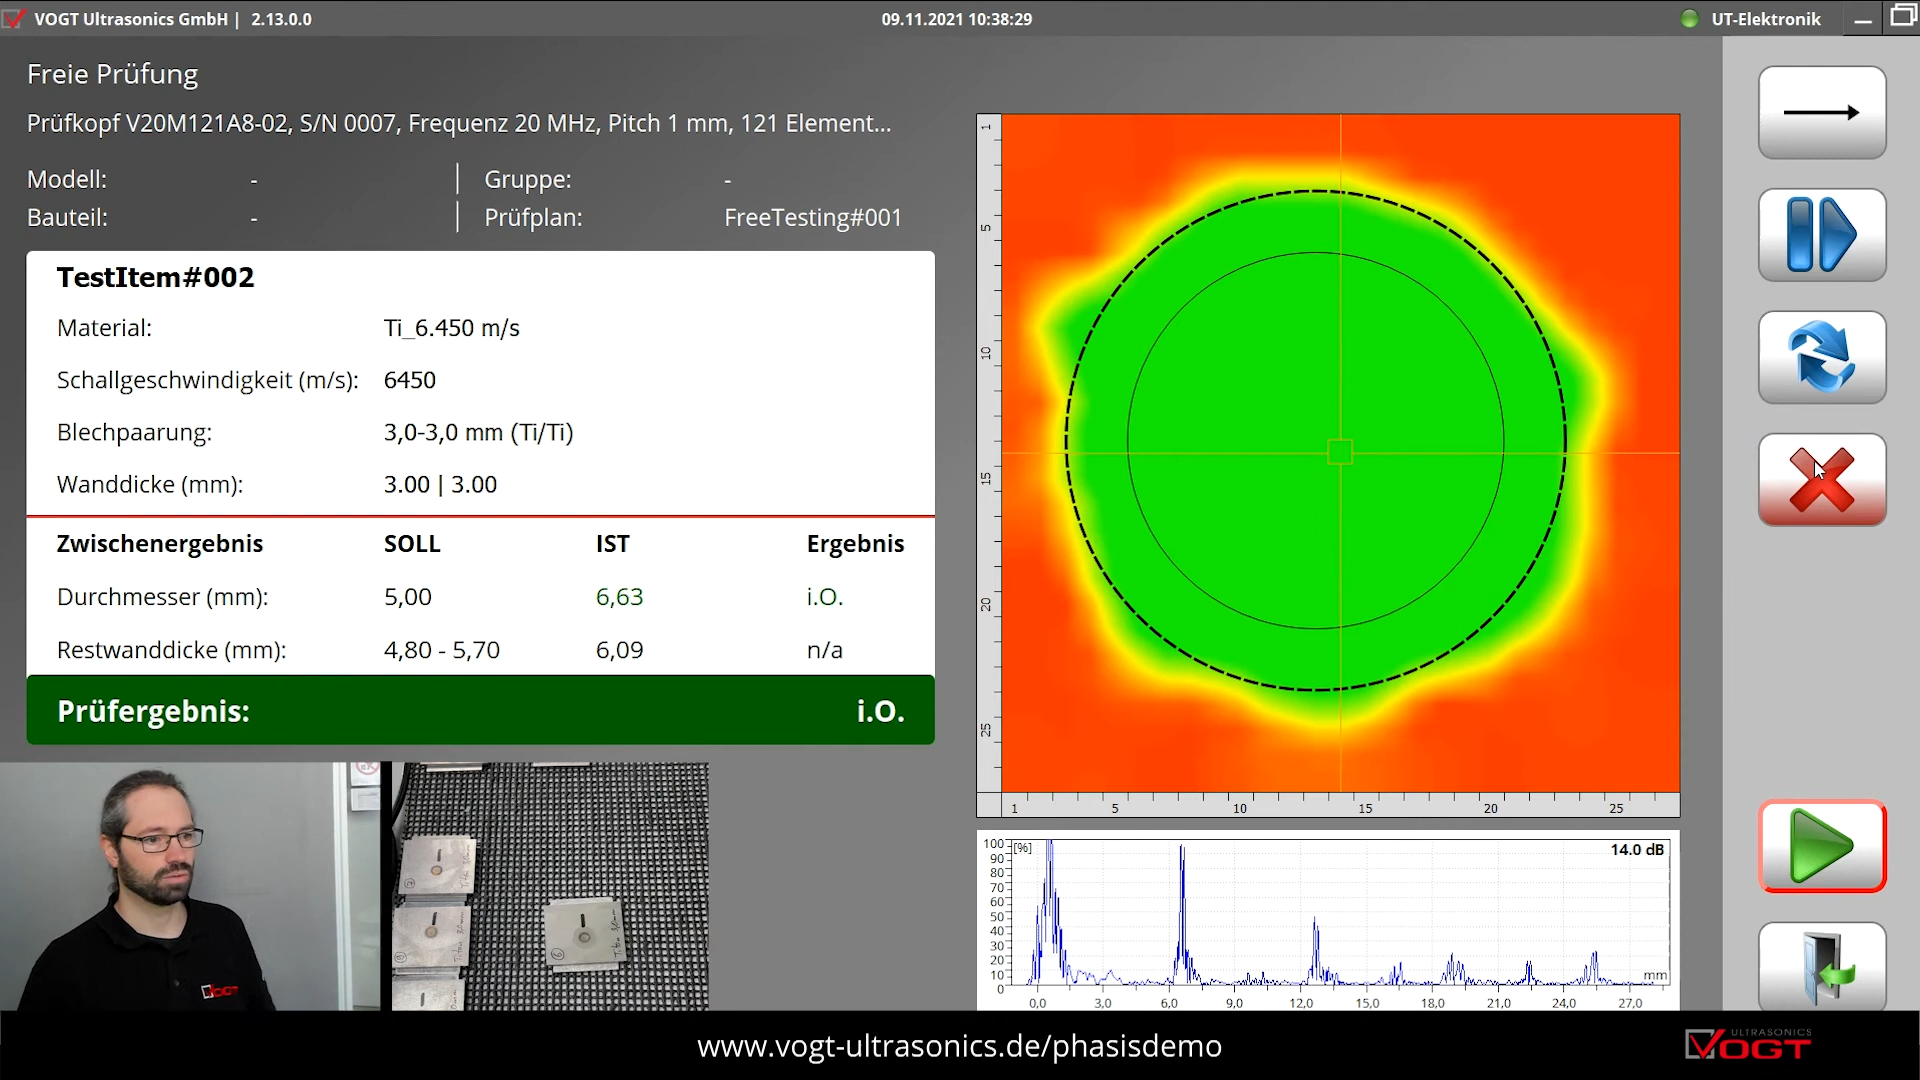 VOGT Ultrasonics GmbH | 2.13.0.0
09.11.2021 10:38:29
UT-Elektronik
Freie Prüfung
Prüfkopf V20M121A8-02, S/N 0007, Frequenz 20 MHz, Pitch 1 mm, 121 Element...
Modell: - Gruppe: -
Bauteil: - Prüfplan: FreeTesting#001
TestItem#002
Material: Ti_6.450 m/s
Schallgeschwindigkeit (m/s): 6450
Blechpaarung: 3,0-3,0 mm (Ti/Ti)
Wanddicke (mm): 3.00 | 3.00
Zwischenergebnis SOLL IST Ergebnis
Durchmesser (mm): 5,00 6,63 i.O.
Restwanddicke (mm): 4,80 - 5,70 6,09 n/a
Prüfergebnis: i.O.
1
5
10
15
20
25
1 5 10 15 20 25
100 [%] 14.0 dB
90
80
70
60
50
40
30
20
10 mm
0
0,0 3,0 6,0 9,0 12,0 15,0 18,0 21,0 24,0 27,0
VOGT
www.vogt-ultrasonics.de/phasisdemo
ULTRASONICS
VOGT